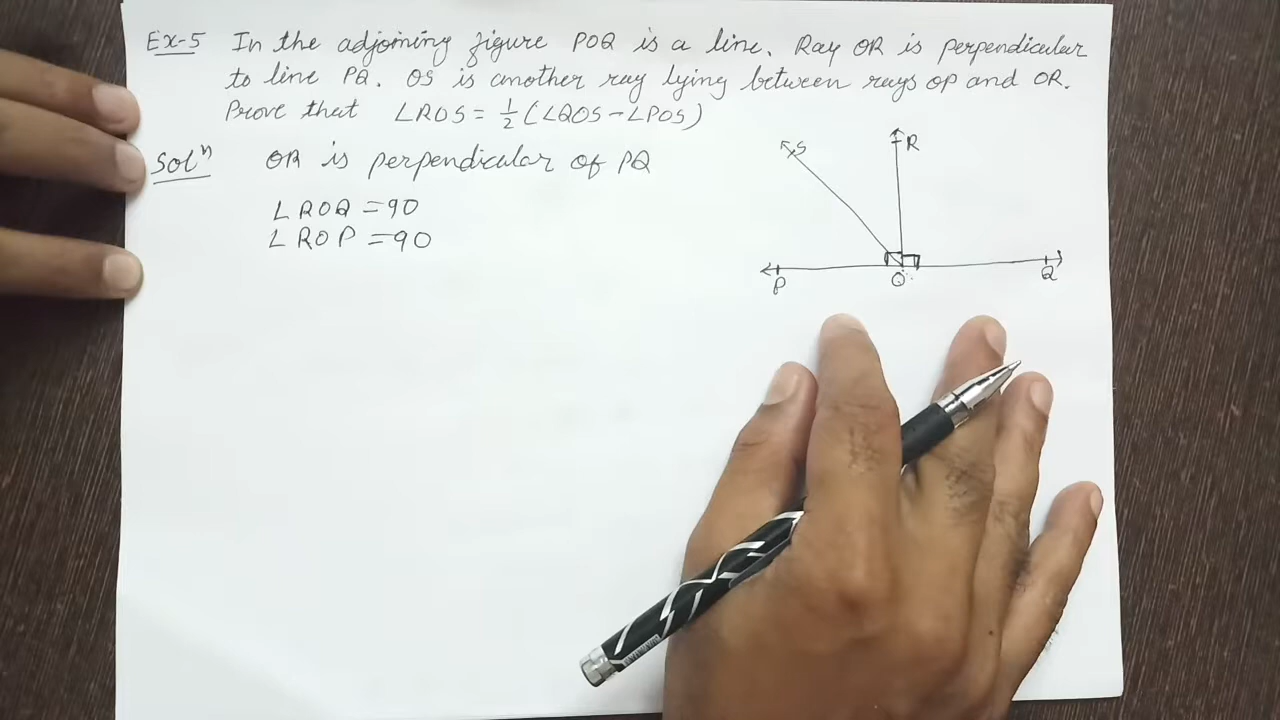 Ex-5 In the adjoining figure POQ is a line. Ray OR is perpendicular
to line PQ. OS is another ray lying between rays OP and OR.
Prove that ∠ROS = 1/2 (∠QOS - ∠POS)
Solⁿ OR is perpendicular of PQ
∠ROQ = 90
∠ROP = 90
S
R
P
O
Q